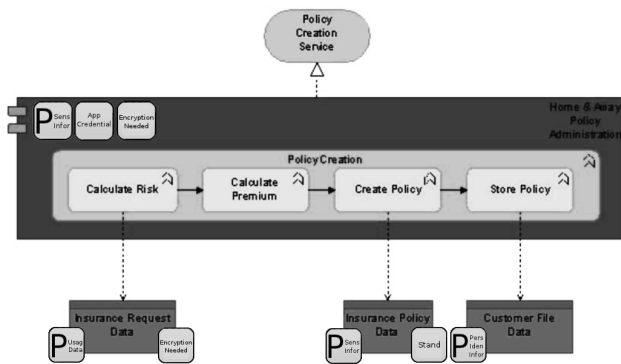 Policy
Creation
Service
P Sens
Infor
App
Credential
Encryption
Needed
Home & Away
Policy
Administration
Policy Creation
Calculate Risk
Calculate
Premium
Create Policy
Store Policy
Insurance Request
Data
P Usag
Data
Encryption
Needed
Insurance Policy
Data
P Sens
Infor
Stand
Customer File
Data
P Pers
Iden
Infor